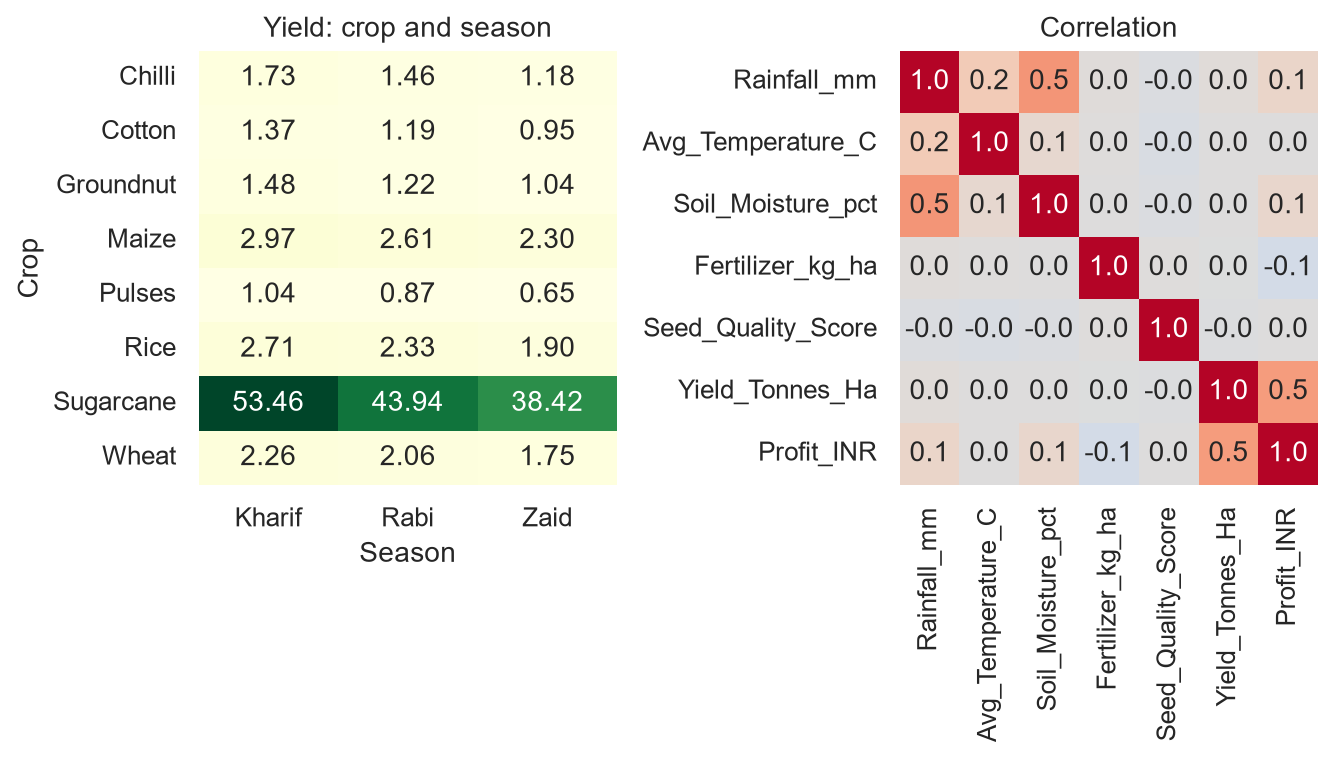 Yield: crop and season
Crop
Chilli 1.73 1.46 1.18
Cotton 1.37 1.19 0.95
Groundnut 1.48 1.22 1.04
Maize 2.97 2.61 2.30
Pulses 1.04 0.87 0.65
Rice 2.71 2.33 1.90
Sugarcane 53.46 43.94 38.42
Wheat 2.26 2.06 1.75
Kharif Rabi Zaid
Season
Correlation
Rainfall_mm 1.0 0.2 0.5 0.0 -0.0 0.0 0.1
Avg_Temperature_C 0.2 1.0 0.1 0.0 -0.0 0.0 0.0
Soil_Moisture_pct 0.5 0.1 1.0 0.0 -0.0 0.0 0.1
Fertilizer_kg_ha 0.0 0.0 0.0 1.0 0.0 0.0 -0.1
Seed_Quality_Score -0.0 -0.0 -0.0 0.0 1.0 -0.0 0.0
Yield_Tonnes_Ha 0.0 0.0 0.0 0.0 -0.0 1.0 0.5
Profit_INR 0.1 0.0 0.1 -0.1 0.0 0.5 1.0
Rainfall_mm
Avg_Temperature_C
Soil_Moisture_pct
Fertilizer_kg_ha
Seed_Quality_Score
Yield_Tonnes_Ha
Profit_INR